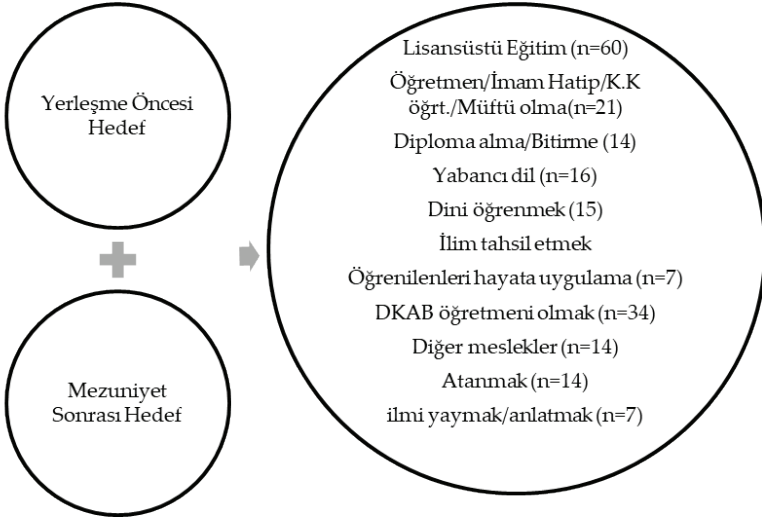 Yerleşme Öncesi
Hedef
Mezuniyet
Sonrası Hedef
Lisansüstü Eğitim (n=60)
Öğretmen/İmam Hatip/K.K
öğrt./Müftü olma(n=21)
Diploma alma/Bitirme (14)
Yabancı dil (n=16)
Dini öğrenmek (15)
İlim tahsil etmek
Öğrenilenleri hayata uygulama (n=7)
DKAB öğretmeni olmak (n=34)
Diğer meslekler (n=14)
Atanmak (n=14)
ilmi yaymak/anlatmak (n=7)